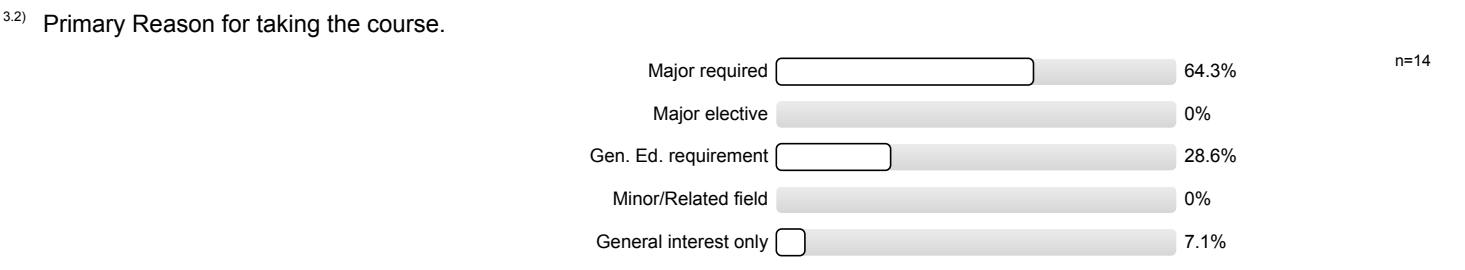 3.2) Primary Reason for taking the course.
n=14
Major required 64.3%
Major elective 0%
Gen. Ed. requirement 28.6%
Minor/Related field 0%
General interest only 7.1%